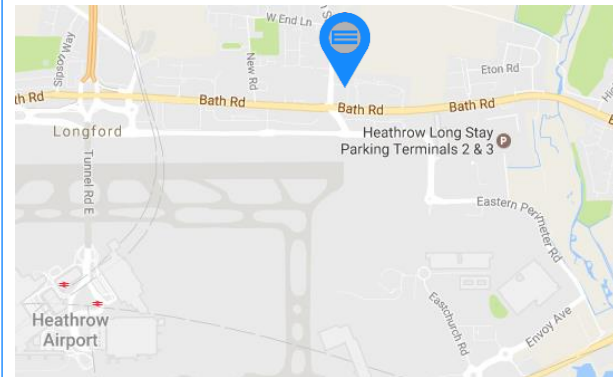 W End Ln
Sipson Way
New Rd
Eton Rd
th Rd
Bath Rd
Bath Rd
Bath Rd
Longford
Heathrow Long Stay
Parking Terminals 2 & 3
P
Tunnel Rd E
Eastern Perimeter Rd
Eastchurch Rd
Envoy Ave
Heathrow
Airport